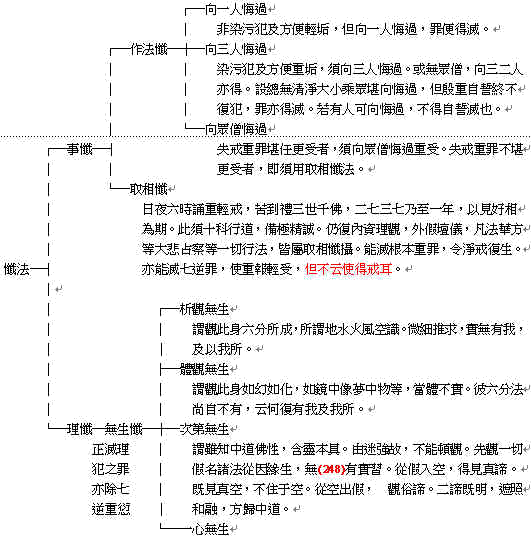 向一人悔過
非染污犯及方便輕垢，但向一人悔過，罪便得滅。
作法懺
向三人悔過
染污犯及方便重垢，須向三人悔過。或無眾僧，向三二人
亦得。設總無清淨大小乘眾堪向悔過，但殷重自誓終不
復犯，罪亦得滅。若有人可向悔過，不得自誓滅也。
向眾僧悔過
事懺
失戒重罪堪任更受者，須向眾僧悔過重受。失戒重罪不堪
更受者，即須用取相懺法。
取相懺
日夜六時誦重輕戒，苦到禮三世千佛，二七三七乃至一年，以見好相
為期。此須十科行道，備極精誠。仍復內資理觀，外假壇儀，凡法華方
等大悲占察等一切行法，皆屬取相懺攝。能滅根本重罪，令淨戒復生。
懺法
亦能滅七逆罪，使重報輕受，但不云使得戒耳。
析觀無生
謂觀此身六分所成，所謂地水火風空識。微細推求，實無有我，
及以我所。
體觀無生
謂觀此身如幻如化，如鏡中像夢中物等，當體不實。彼六分法
尚自不有，云何復有我及我所。
理懺 無生懺 次第無生
正滅理 謂雖知中道佛性，含靈本具。由迷強故，不能頓觀。先觀一切
犯之罪 假名諸法從因緣生，無(248)有實習。從假入空，得見真諦。
亦除七 既見真空，不住于空。從空出假， 觀俗諦。二諦既明，遮照
逆重愆 和融，方歸中道。
心無生